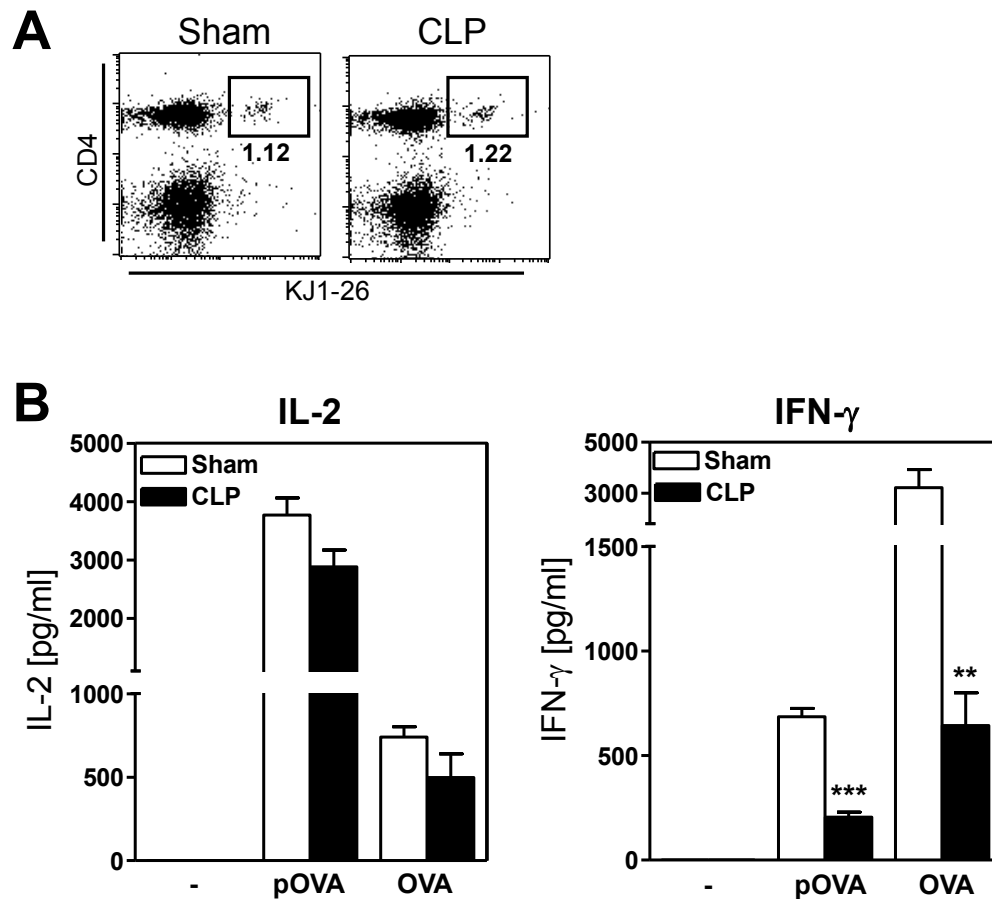 A
Sham CLP
CD4
1.12 1.22
KJ1-26
B
IL-2
IL-2 [pg/ml]
5000
4000
3000
2000
1000
500
0
Sham
CLP
- pOVA OVA
IFN-γ
IFN-γ [pg/ml]
5000
3000
1500
1000
500
0
Sham
CLP
***
**
- pOVA OVA